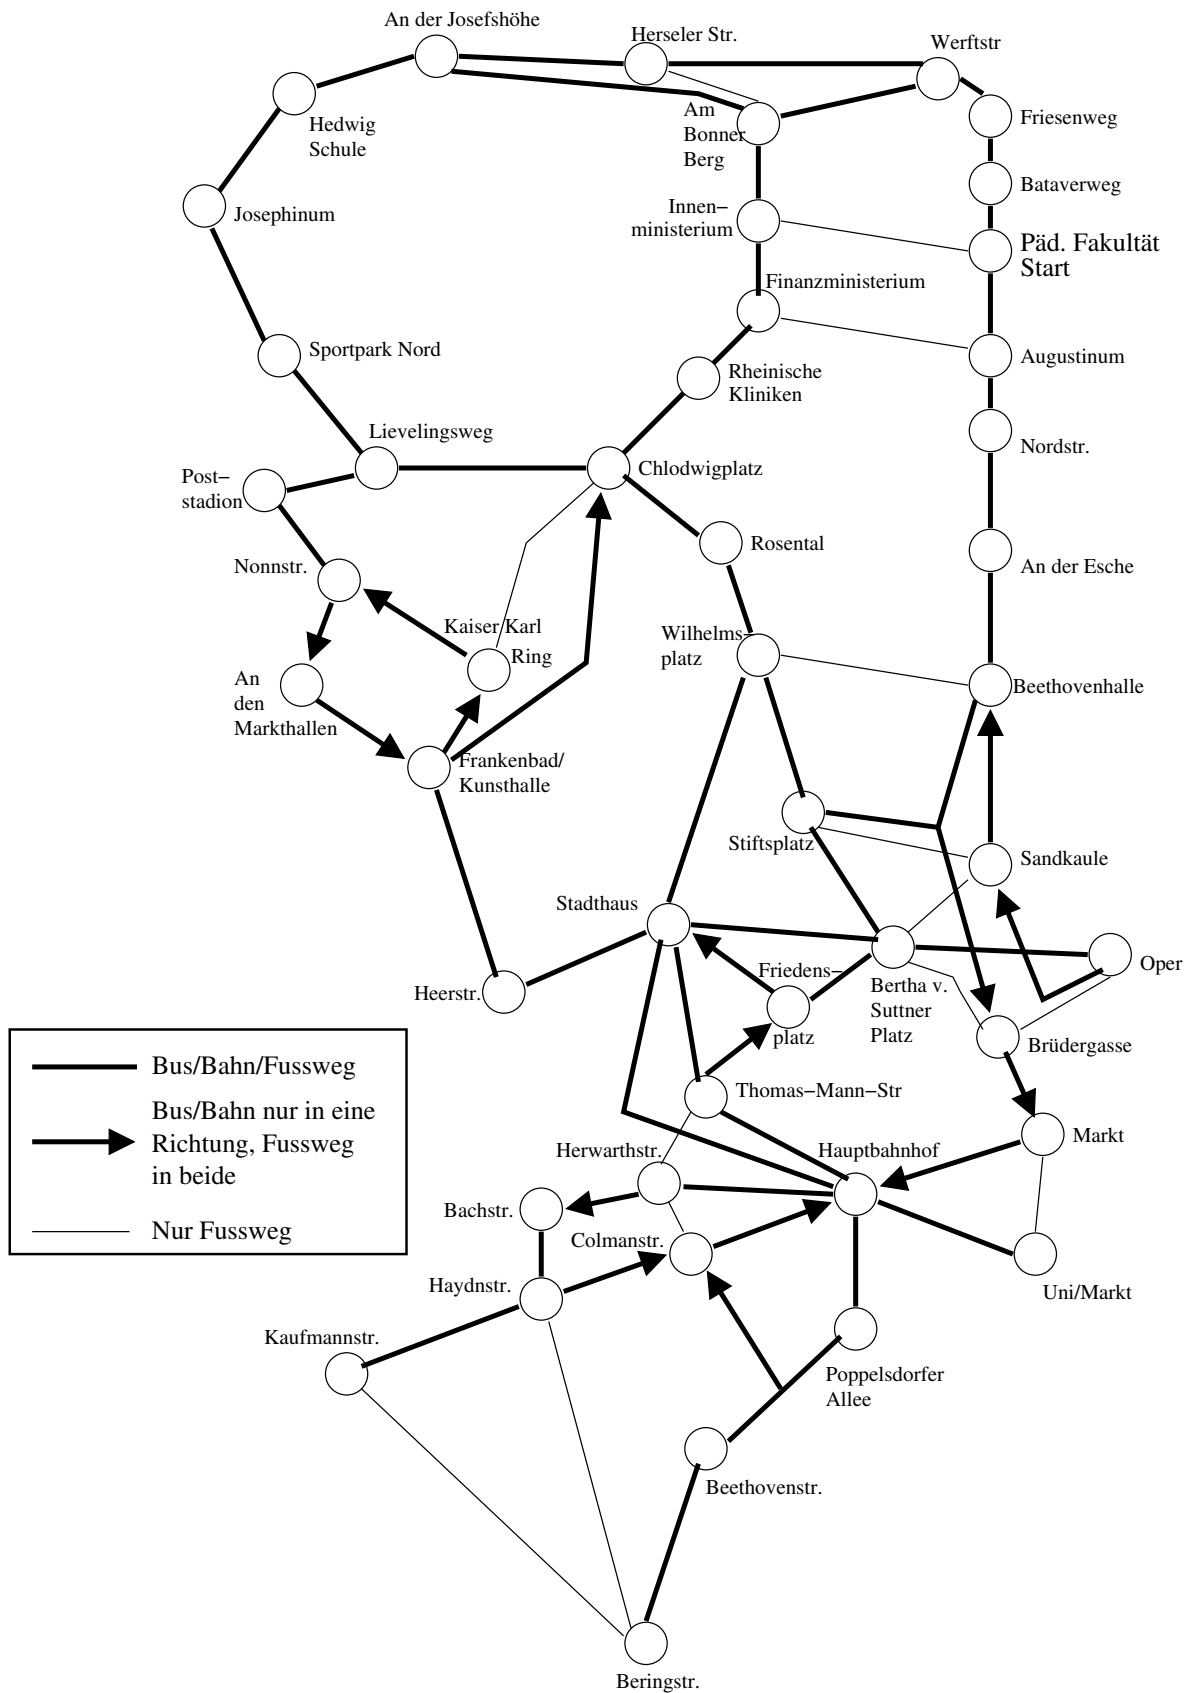 An der Josefshöhe
Herseler Str.
Werftstr
Am
Bonner
Berg
Friesenweg
Hedwig
Schule
Bataverweg
Josephinum
Innen−
ministerium
Päd. Fakultät
Start
Finanzministerium
Sportpark Nord
Augustinum
Rheinische
Kliniken
Lievelingsweg
Nordstr.
Post−
stadion
Chlodwigplatz
Rosental
Nonnstr.
An der Esche
Kaiser Karl
Ring
Wilhelms−
platz
An
den
Markthallen
Beethovenhalle
Frankenbad/
Kunsthalle
Stiftsplatz
Sandkaule
Stadthaus
Oper
Heerstr.
Friedens−
platz
Bertha v.
Suttner
Platz
Brüdergasse
Bus/Bahn/Fussweg
Bus/Bahn nur in eine
Richtung, Fussweg
in beide
Nur Fussweg
Thomas−Mann−Str
Markt
Herwarthstr.
Hauptbahnhof
Bachstr.
Colmanstr.
Haydnstr.
Uni/Markt
Kaufmannstr.
Poppelsdorfer
Allee
Beethovenstr.
Beringstr.